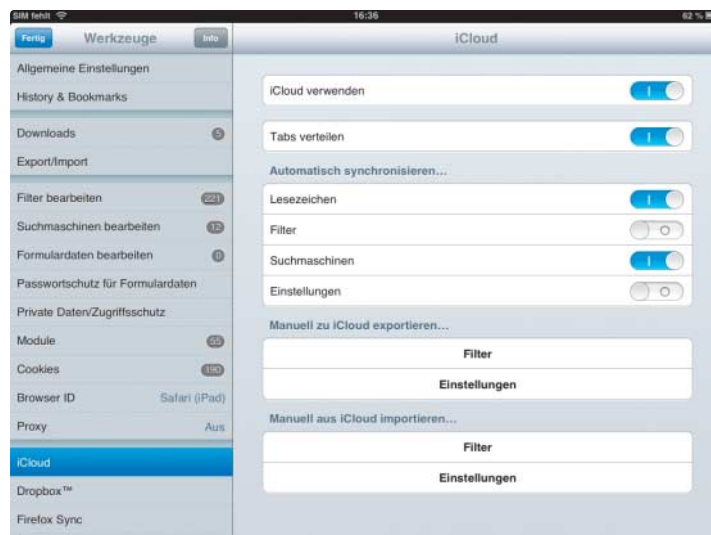 SIM fehlt 16:36 62 %
Fertig Werkzeuge Info
iCloud
Allgemeine Einstellungen
History & Bookmarks
Downloads 5
Export/Import
Filter bearbeiten 221
Suchmaschinen bearbeiten 12
Formulardaten bearbeiten 0
Passwortschutz für Formulardaten
Private Daten/Zugriffsschutz
Module 55
Cookies 190
Browser ID Safari (iPad)
Proxy Aus
iCloud
Dropbox™
Firefox Sync
iCloud verwenden
Tabs verteilen
Automatisch synchronisieren...
Lesezeichen
Filter
Suchmaschinen
Einstellungen
Manuell zu iCloud exportieren...
Filter
Einstellungen
Manuell aus iCloud importieren...
Filter
Einstellungen